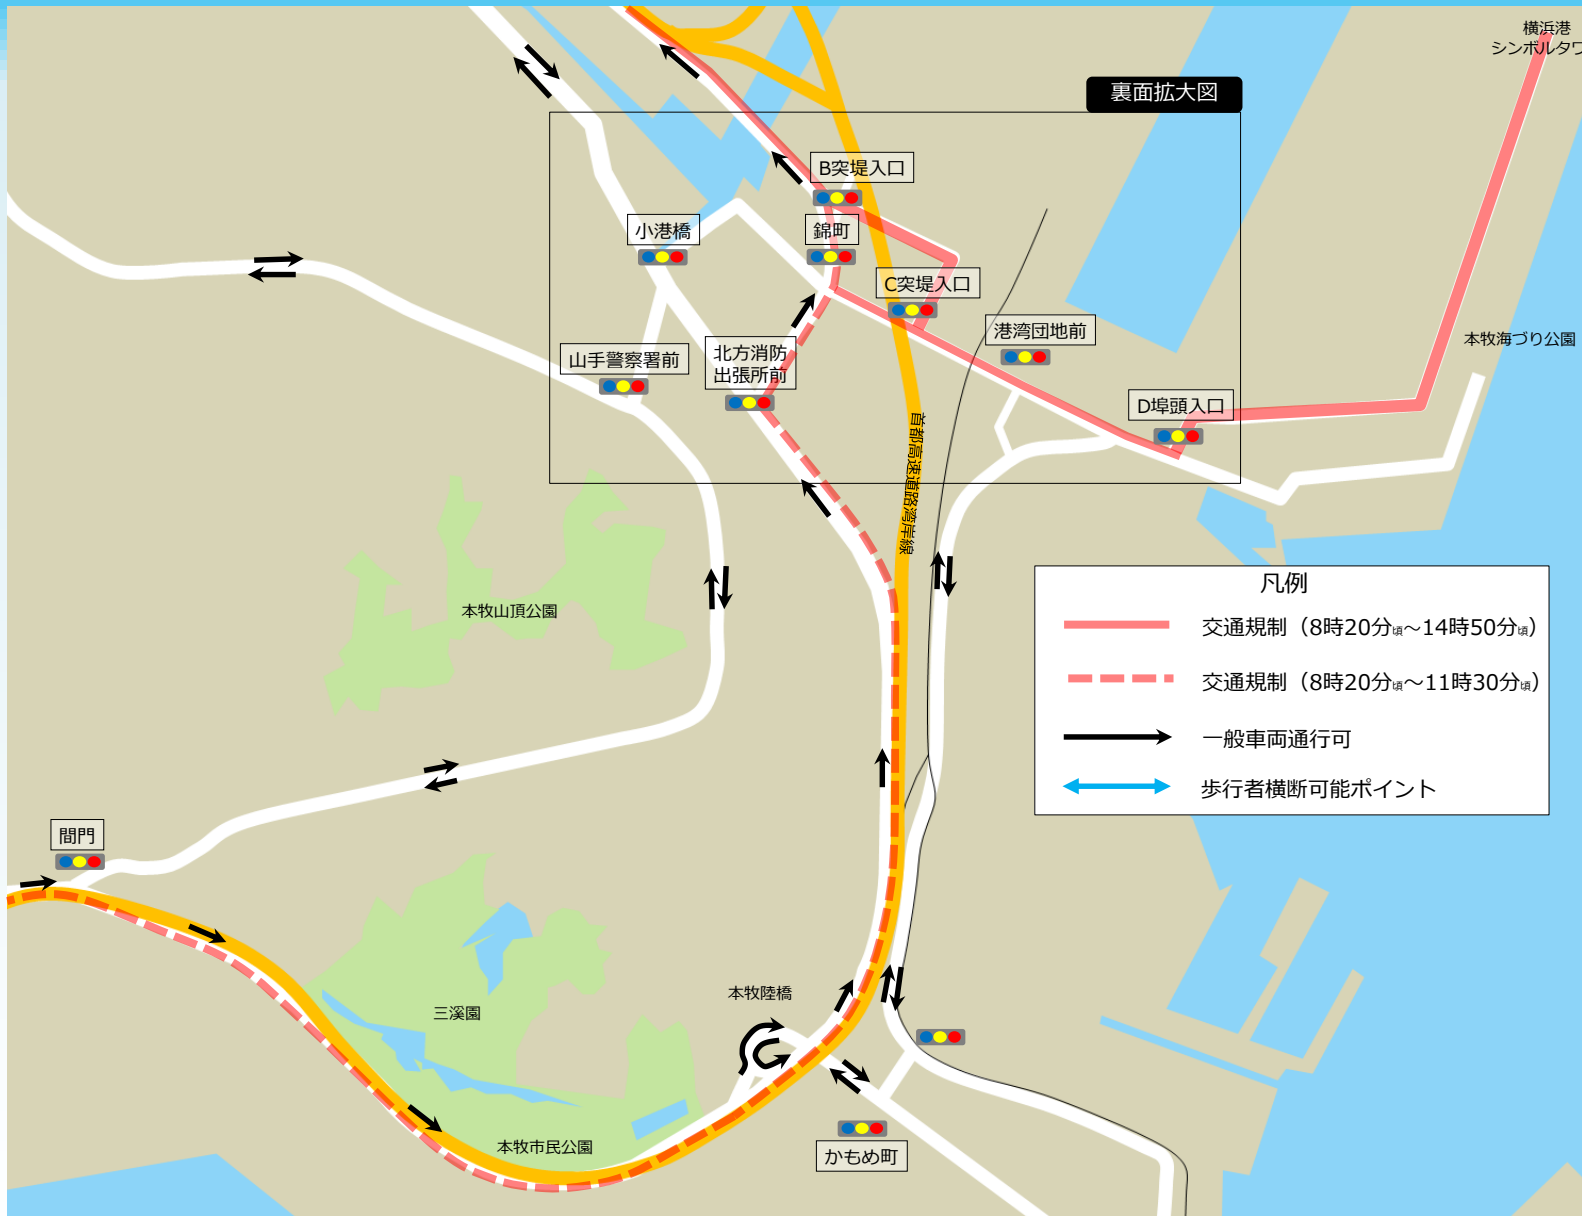 横浜港
シンボルタワ
裏面拡大図
B突堤入口
小港橋
錦町
C突堤入口
港湾団地前
本牧海づり公園
山手警察署前
北方消防
出張所前
D埠頭入口
首都高速道路湾岸線
本牧山頂公園
凡例
交通規制（8時20分頃～14時50分頃）
交通規制（8時20分頃～11時30分頃）
一般車両通行可
歩行者横断可能ポイント
間門
三溪園
本牧陸橋
本牧市民公園
かもめ町